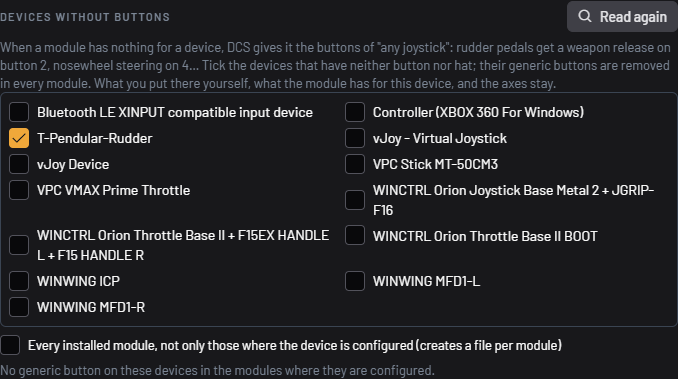 DEVICES WITHOUT BUTTONS
Read again
When a module has nothing for a device, DCS gives it the buttons of "any joystick": rudder pedals get a weapon release on
button 2, nosewheel steering on 4... Tick the devices that have neither button nor hat; their generic buttons are removed
in every module. What you put there yourself, what the module has for this device, and the axes stay.
Bluetooth LE XINPUT compatible input device
Controller (XBOX 360 For Windows)
T-Pendular-Rudder
vJoy - Virtual Joystick
vJoy Device
VPC Stick MT-50CM3
VPC VMAX Prime Throttle
WINCTRL Orion Joystick Base Metal 2 + JGRIP-
F16
WINCTRL Orion Throttle Base II + F15EX HANDLE
L + F15 HANDLE R
WINCTRL Orion Throttle Base II BOOT
WINWING ICP
WINWING MFD1-L
WINWING MFD1-R
Every installed module, not only those where the device is configured (creates a file per module)
No generic button on these devices in the modules where they are configured.